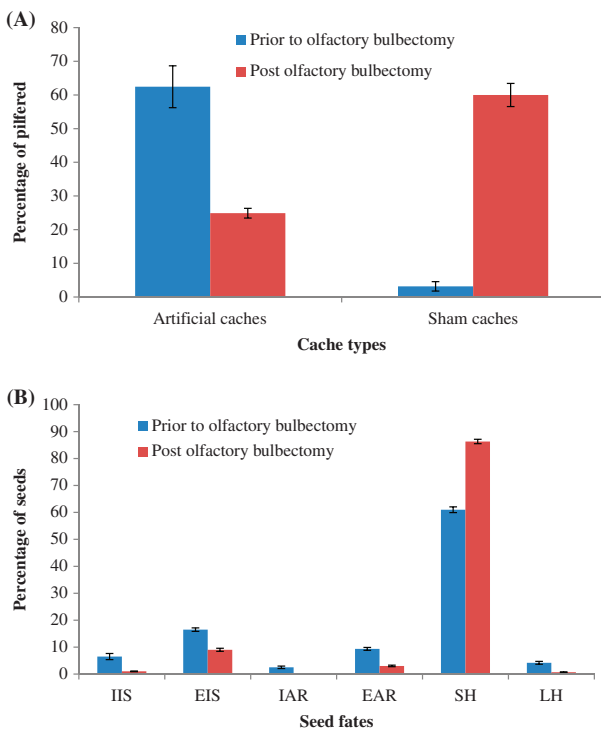 (A)
80
70
60
50
40
30
20
10
0
Percentage of pilfered
Prior to olfactory bulbectomy
Post olfactory bulbectomy
Artificial caches Sham caches
Cache types
(B)
100
90
80
70
60
50
40
30
20
10
0
Percentage of seeds
Prior to olfactory bulbectomy
Post olfactory bulbectomy
IIS EIS IAR EAR SH LH
Seed fates